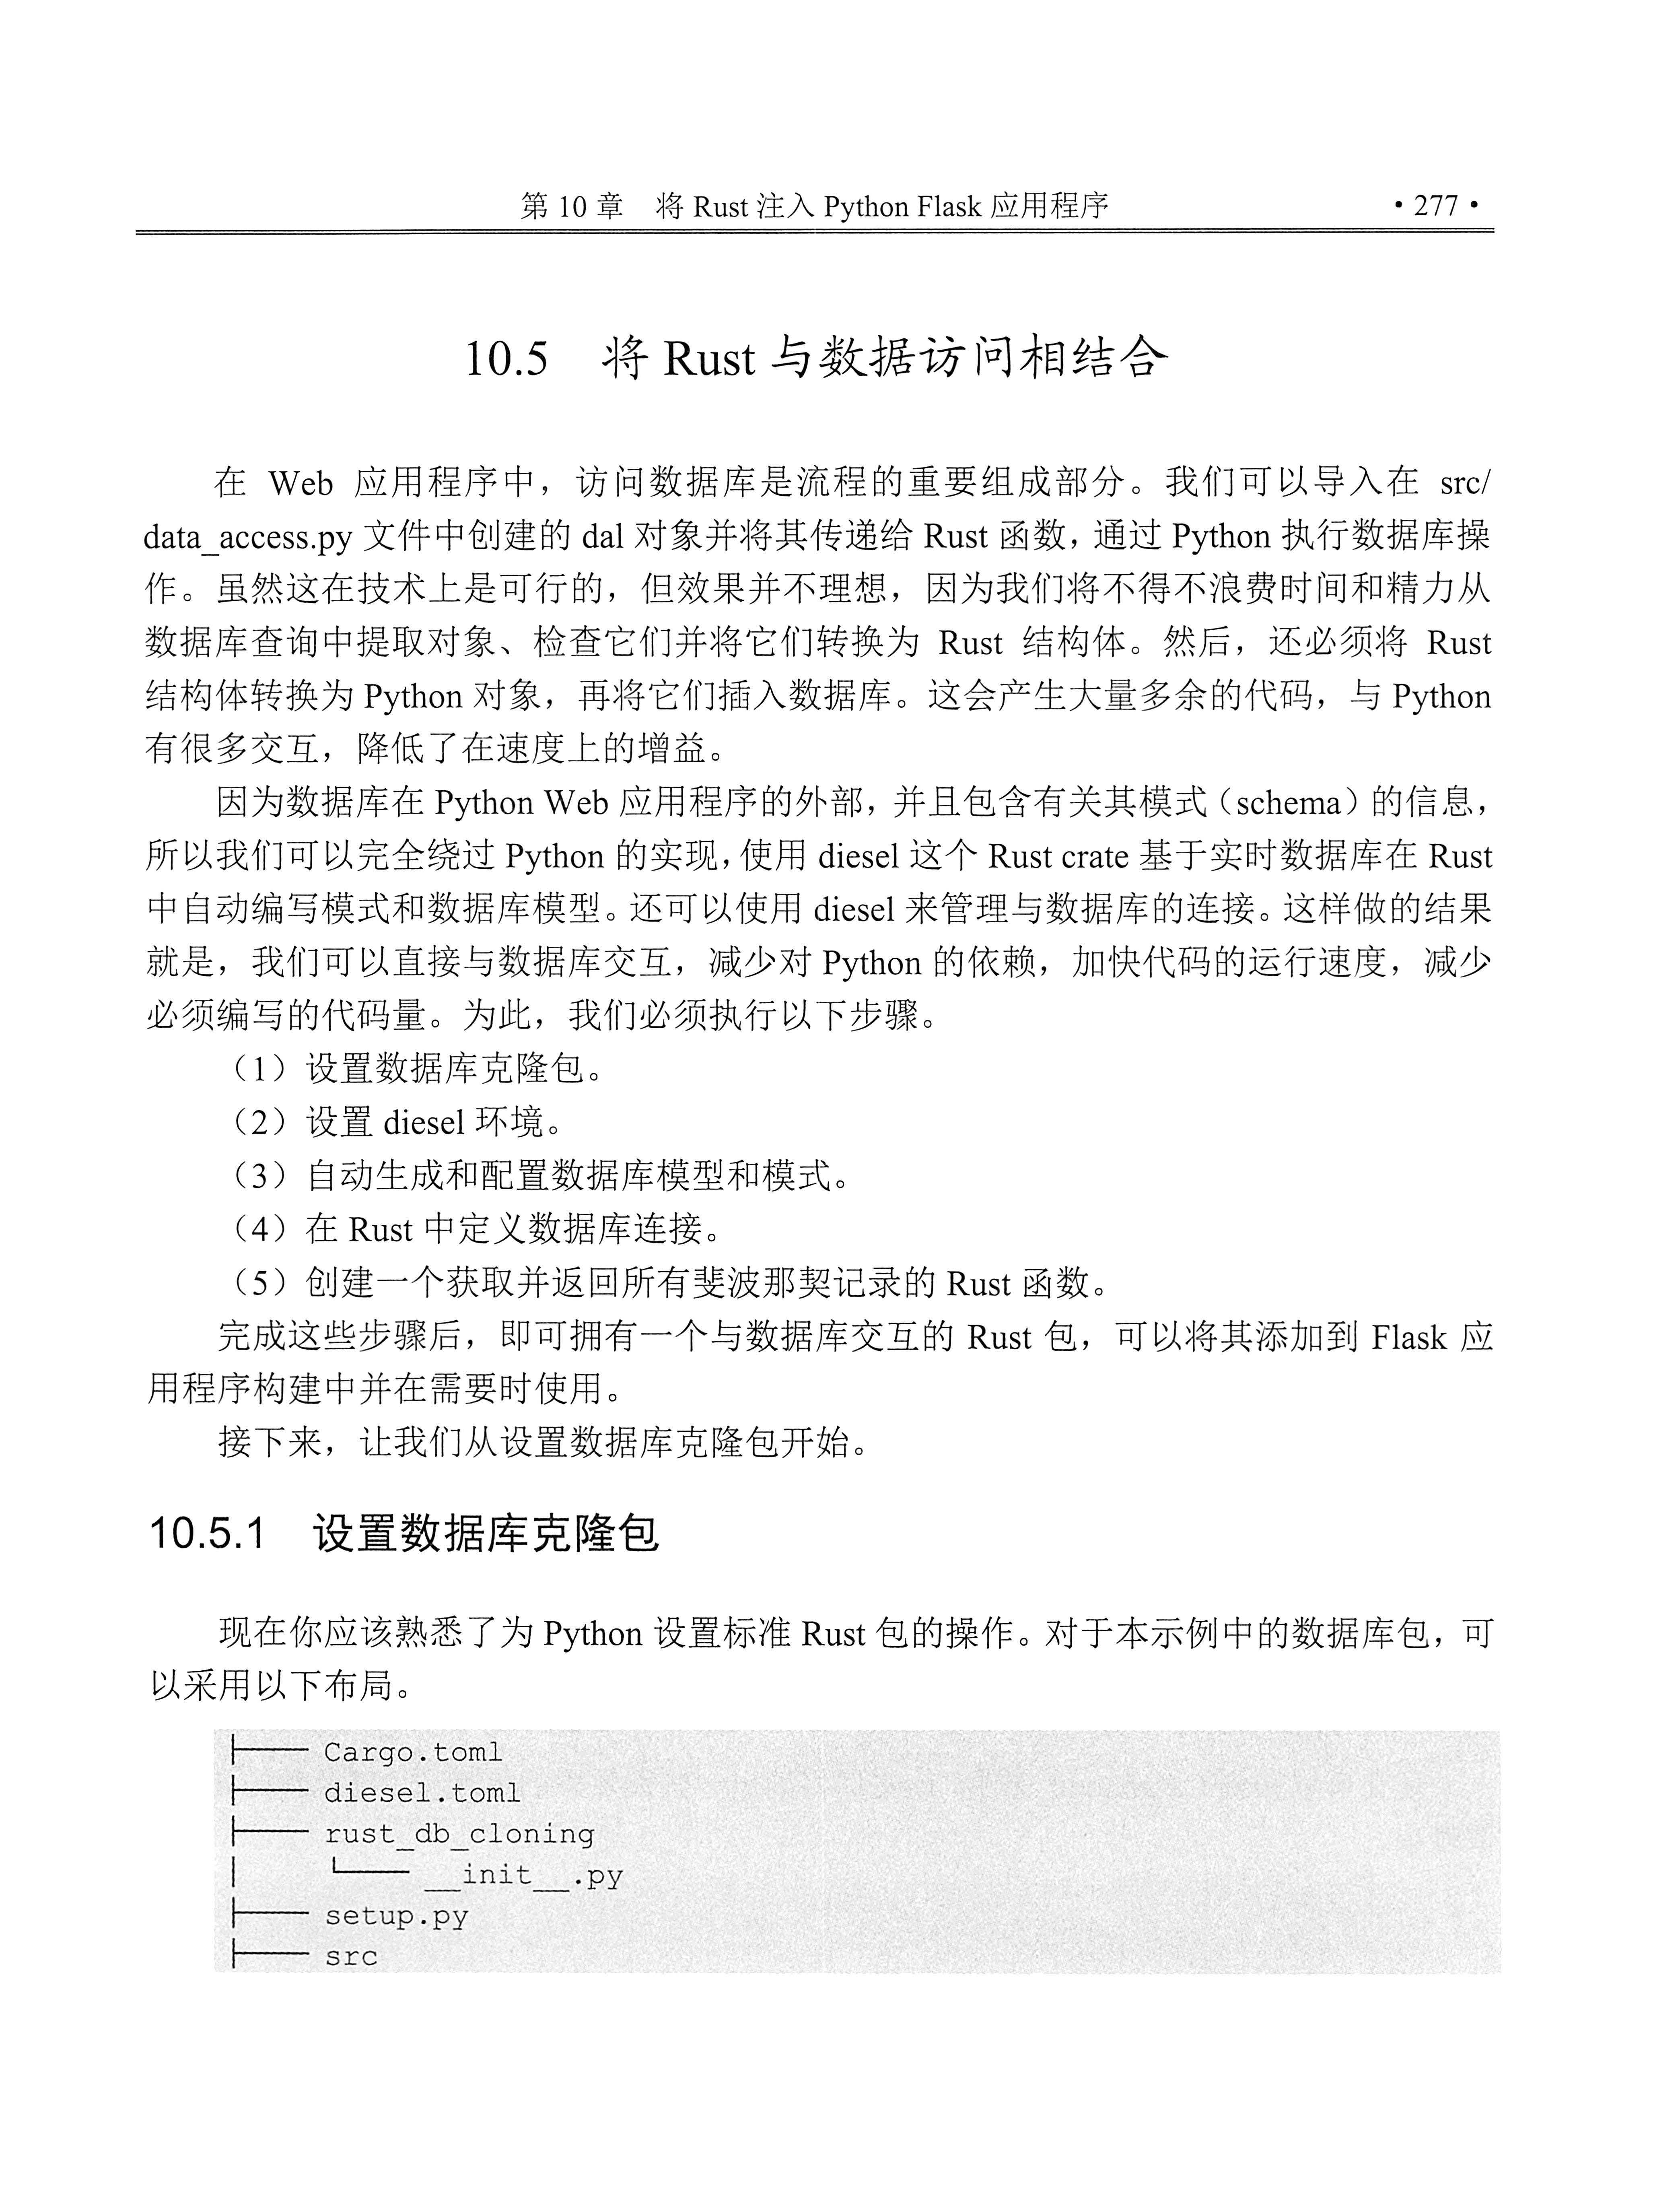 第 10 章 将 Rust 注入 Python Flask 应用程序 • 277 •
10.5 将 Rust 与数据访问相结合
在 Web 应用程序中，访问数据库是流程的重要组成部分。我们可以导入在 src/
data_access.py 文件中创建的 dal 对象并将其传递给 Rust 函数，通过 Python 执行数据库操
作。虽然这在技术上是可行的，但效果并不理想，因为我们将不得不浪费时间和精力从
数据库查询中提取对象、检查它们并将它们转换为 Rust 结构体。然后，还必须将 Rust
结构体转换为 Python 对象，再将它们插入数据库。这会产生大量多余的代码，与 Python
有很多交互，降低了在速度上的增益。
因为数据库在 Python Web 应用程序的外部，并且包含有关其模式（schema）的信息，
所以我们可以完全绕过 Python 的实现，使用 diesel 这个 Rust crate 基于实时数据库在 Rust
中自动编写模式和数据库模型。还可以使用 diesel 来管理与数据库的连接。这样做的结果
就是，我们可以直接与数据库交互，减少对 Python 的依赖，加快代码的运行速度，减少
必须编写的代码量。为此，我们必须执行以下步骤。
（1）设置数据库克隆包。
（2）设置 diesel 环境。
（3）自动生成和配置数据库模型和模式。
（4）在 Rust 中定义数据库连接。
（5）创建一个获取并返回所有斐波那契记录的 Rust 函数。
完成这些步骤后，即可拥有一个与数据库交互的 Rust 包，可以将其添加到 Flask 应
用程序构建中并在需要时使用。
接下来，让我们从设置数据库克隆包开始。
10.5.1 设置数据库克隆包
现在你应该熟悉了为 Python 设置标准 Rust 包的操作。对于本示例中的数据库包，可
以采用以下布局。
├── Cargo.toml
├── diesel.toml
├── rust_db_cloning
│   └── __init__.py
├── setup.py
├── src